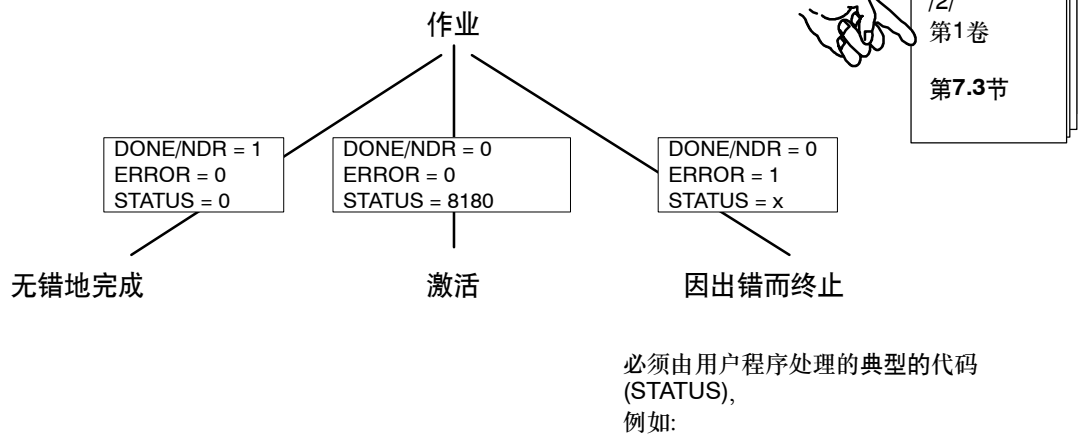 作业
/2/
第1卷
第7.3节
DONE/NDR = 1
ERROR = 0
STATUS = 0
DONE/NDR = 0
ERROR = 0
STATUS = 8180
DONE/NDR = 0
ERROR = 1
STATUS = x
无错地完成
激活
因出错而终止
必须由用户程序处理的典型的代码
(STATUS),
例如: